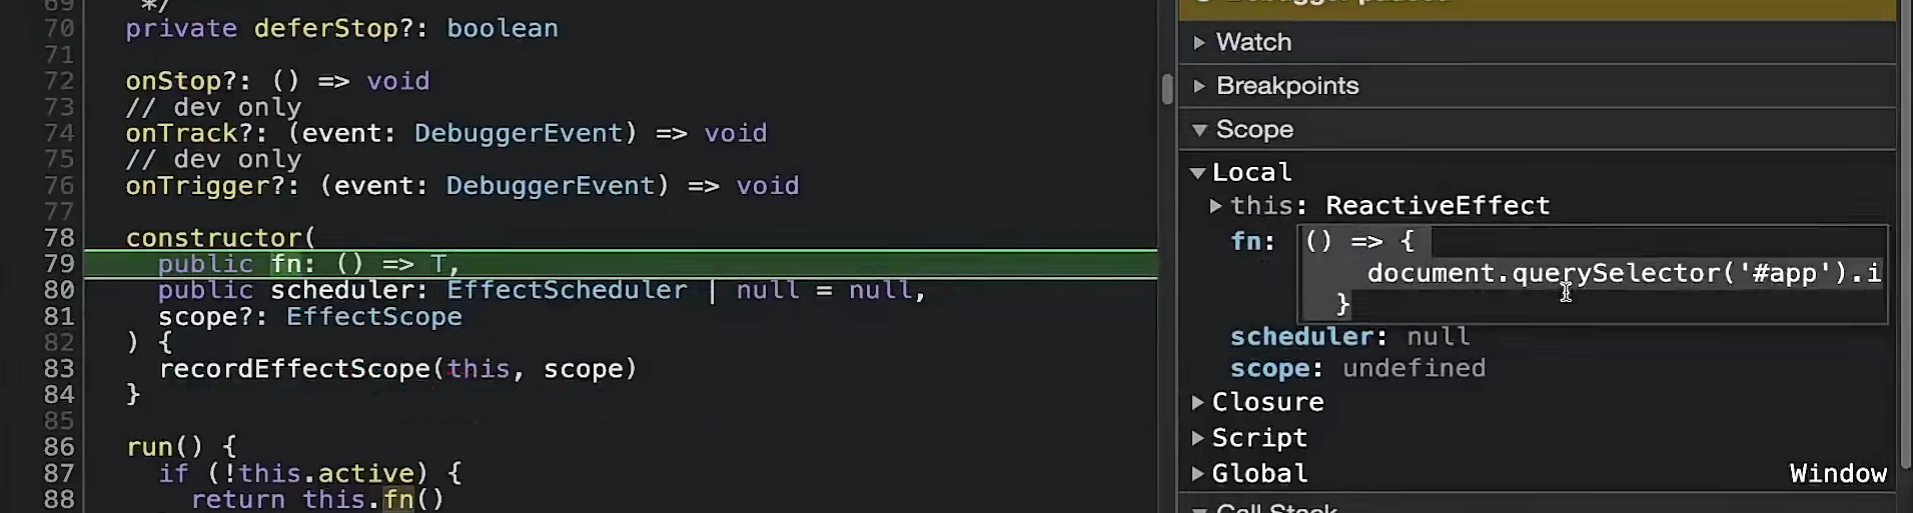 69 */
70 private deferStop?: boolean
71
72 onStop?: () => void
73 // dev only
74 onTrack?: (event: DebuggerEvent) => void
75 // dev only
76 onTrigger?: (event: DebuggerEvent) => void
77
78 constructor(
79 public fn: () => T,
80 public scheduler: EffectScheduler | null = null,
81 scope?: EffectScope
82 ) {
83 recordEffectScope(this, scope)
84 }
85
86 run() {
87 if (!this.active) {
88 return this.fn()
Debugger paused
Watch
Breakpoints
Scope
Local
this: ReactiveEffect
fn: () => {
document.querySelector('#app').i
}
scheduler: null
scope: undefined
Closure
Script
Global Window
Call Stack